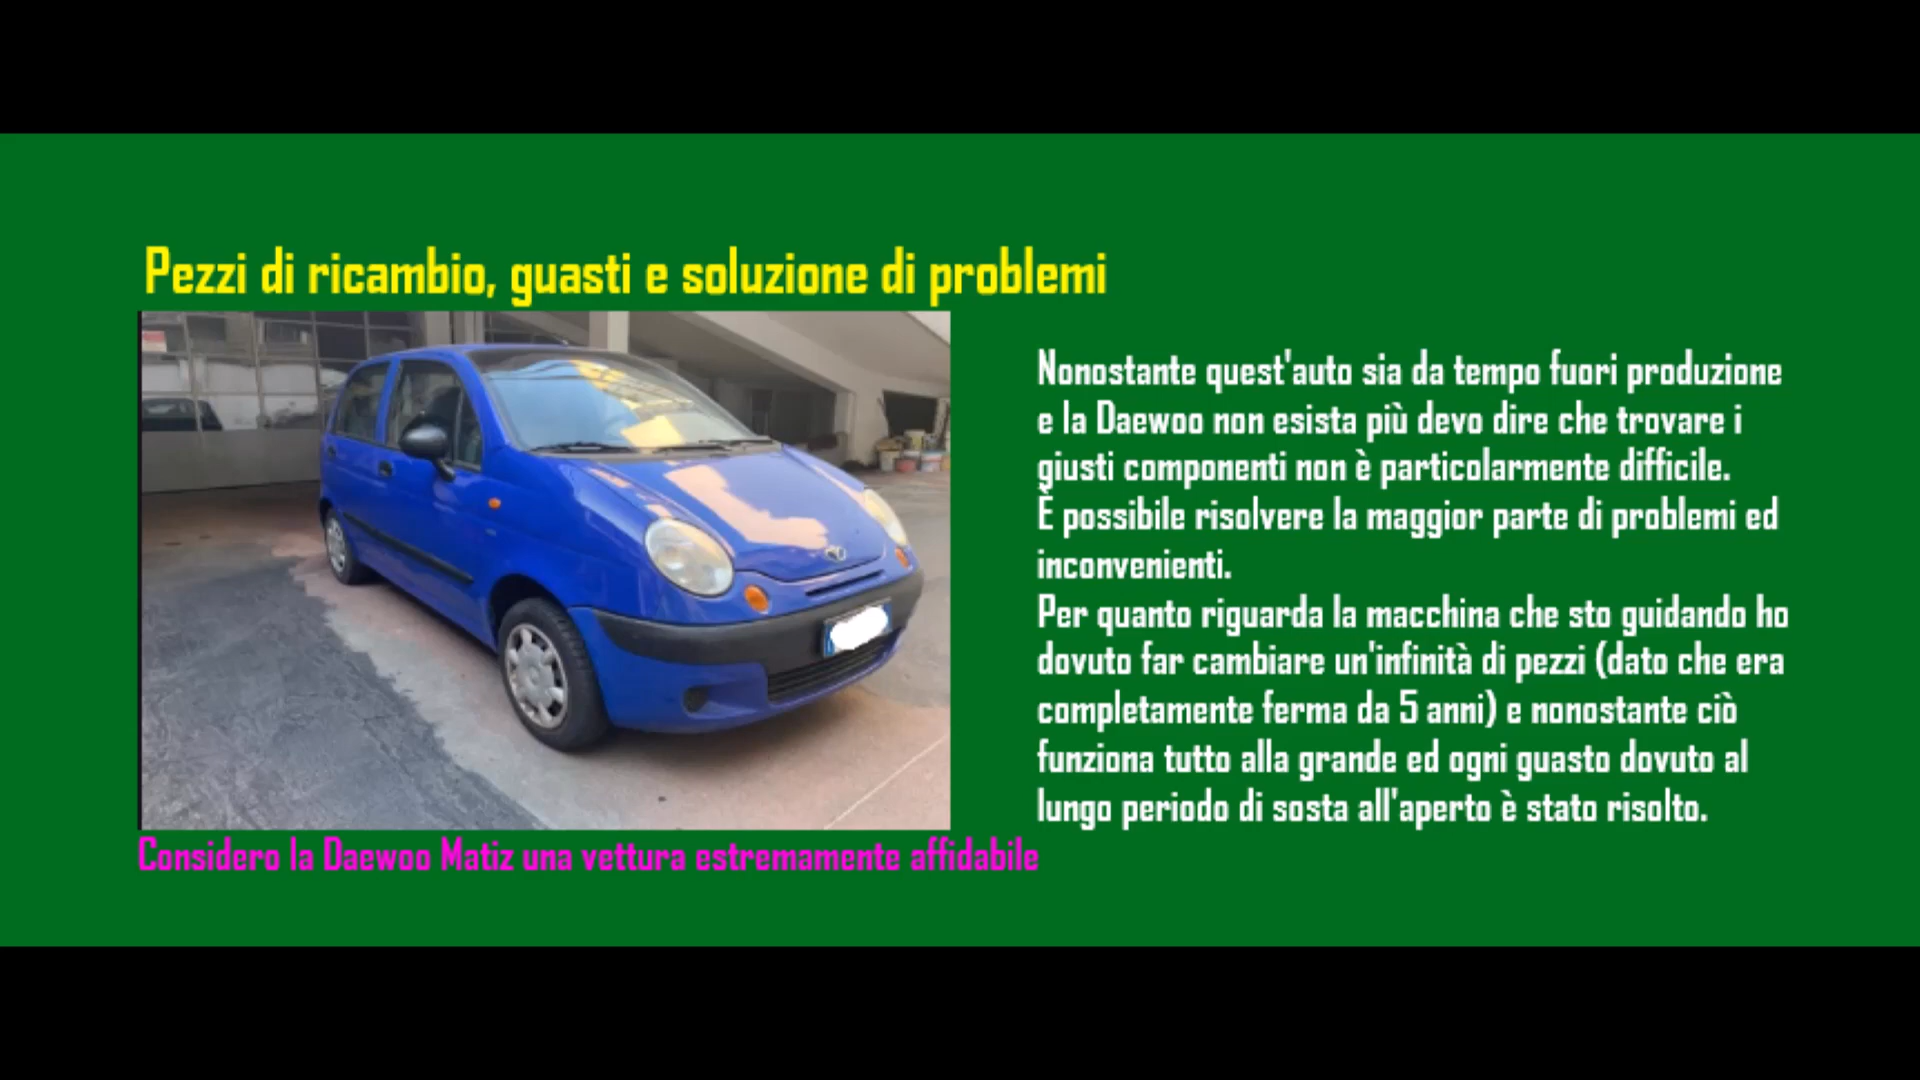 Pezzi di ricambio, guasti e soluzione di problemi
Nonostante quest'auto sia da tempo fuori produzione
e la Daewoo non esista più devo dire che trovare i
giusti componenti non è particolarmente difficile.
È possibile risolvere la maggior parte di problemi ed
inconvenienti.
Per quanto riguarda la macchina che sto guidando ho
dovuto far cambiare un'infinità di pezzi (dato che era
completamente ferma da 5 anni) e nonostante ciò
funziona tutto alla grande ed ogni guasto dovuto al
lungo periodo di sosta all'aperto è stato risolto.
Considero la Daewoo Matiz una vettura estremamente affidabile